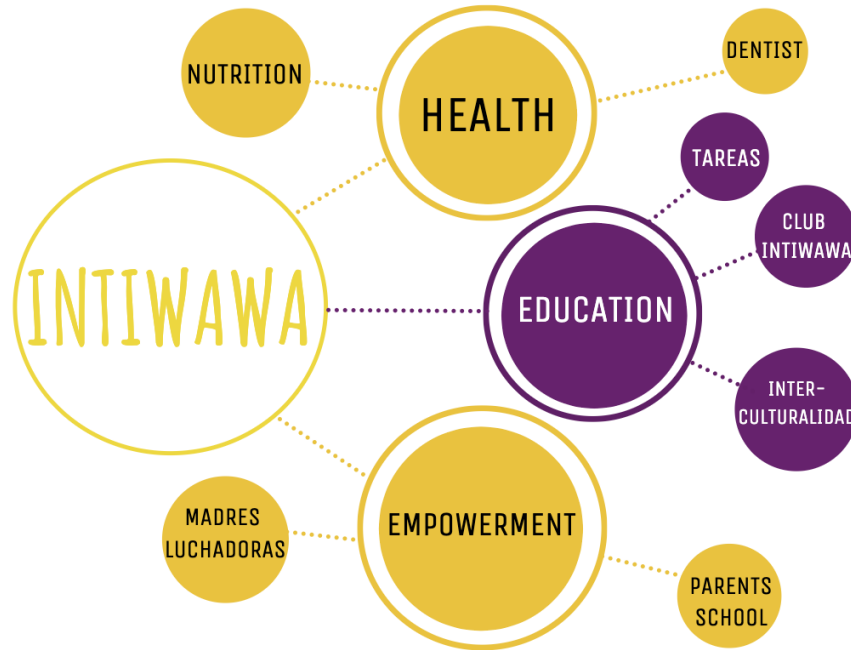 NUTRITION
HEALTH
DENTIST
TAREAS
CLUB
INTIWAWA
INTIWAWA
EDUCATION
INTER-
CULTURALIDAD
MADRES
LUCHADORAS
EMPOWERMENT
PARENTS
SCHOOL